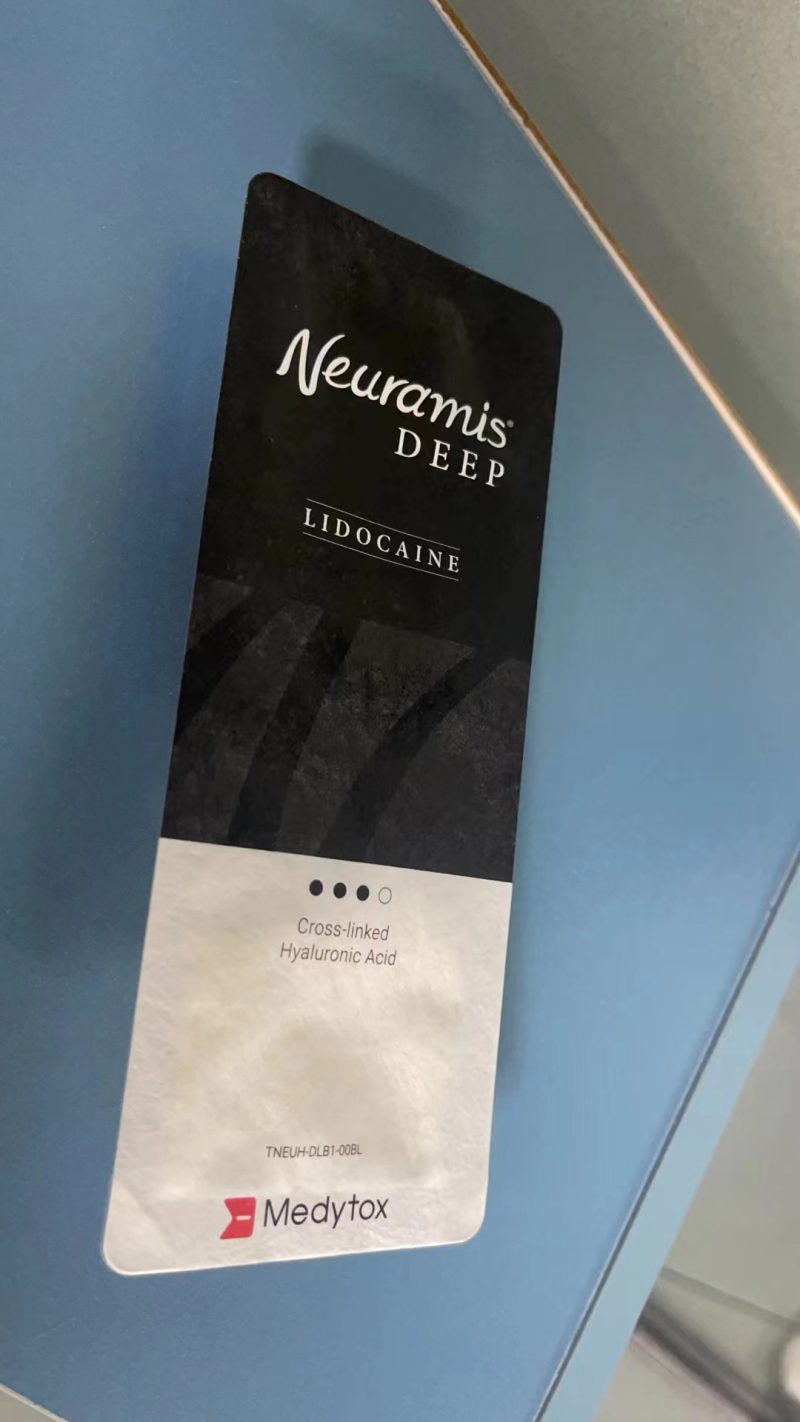 Neuramis®
DEEP
LIDOCAINE
Cross-linked
Hyaluronic Acid
TNEUH-DLB1-00BL
Medytox